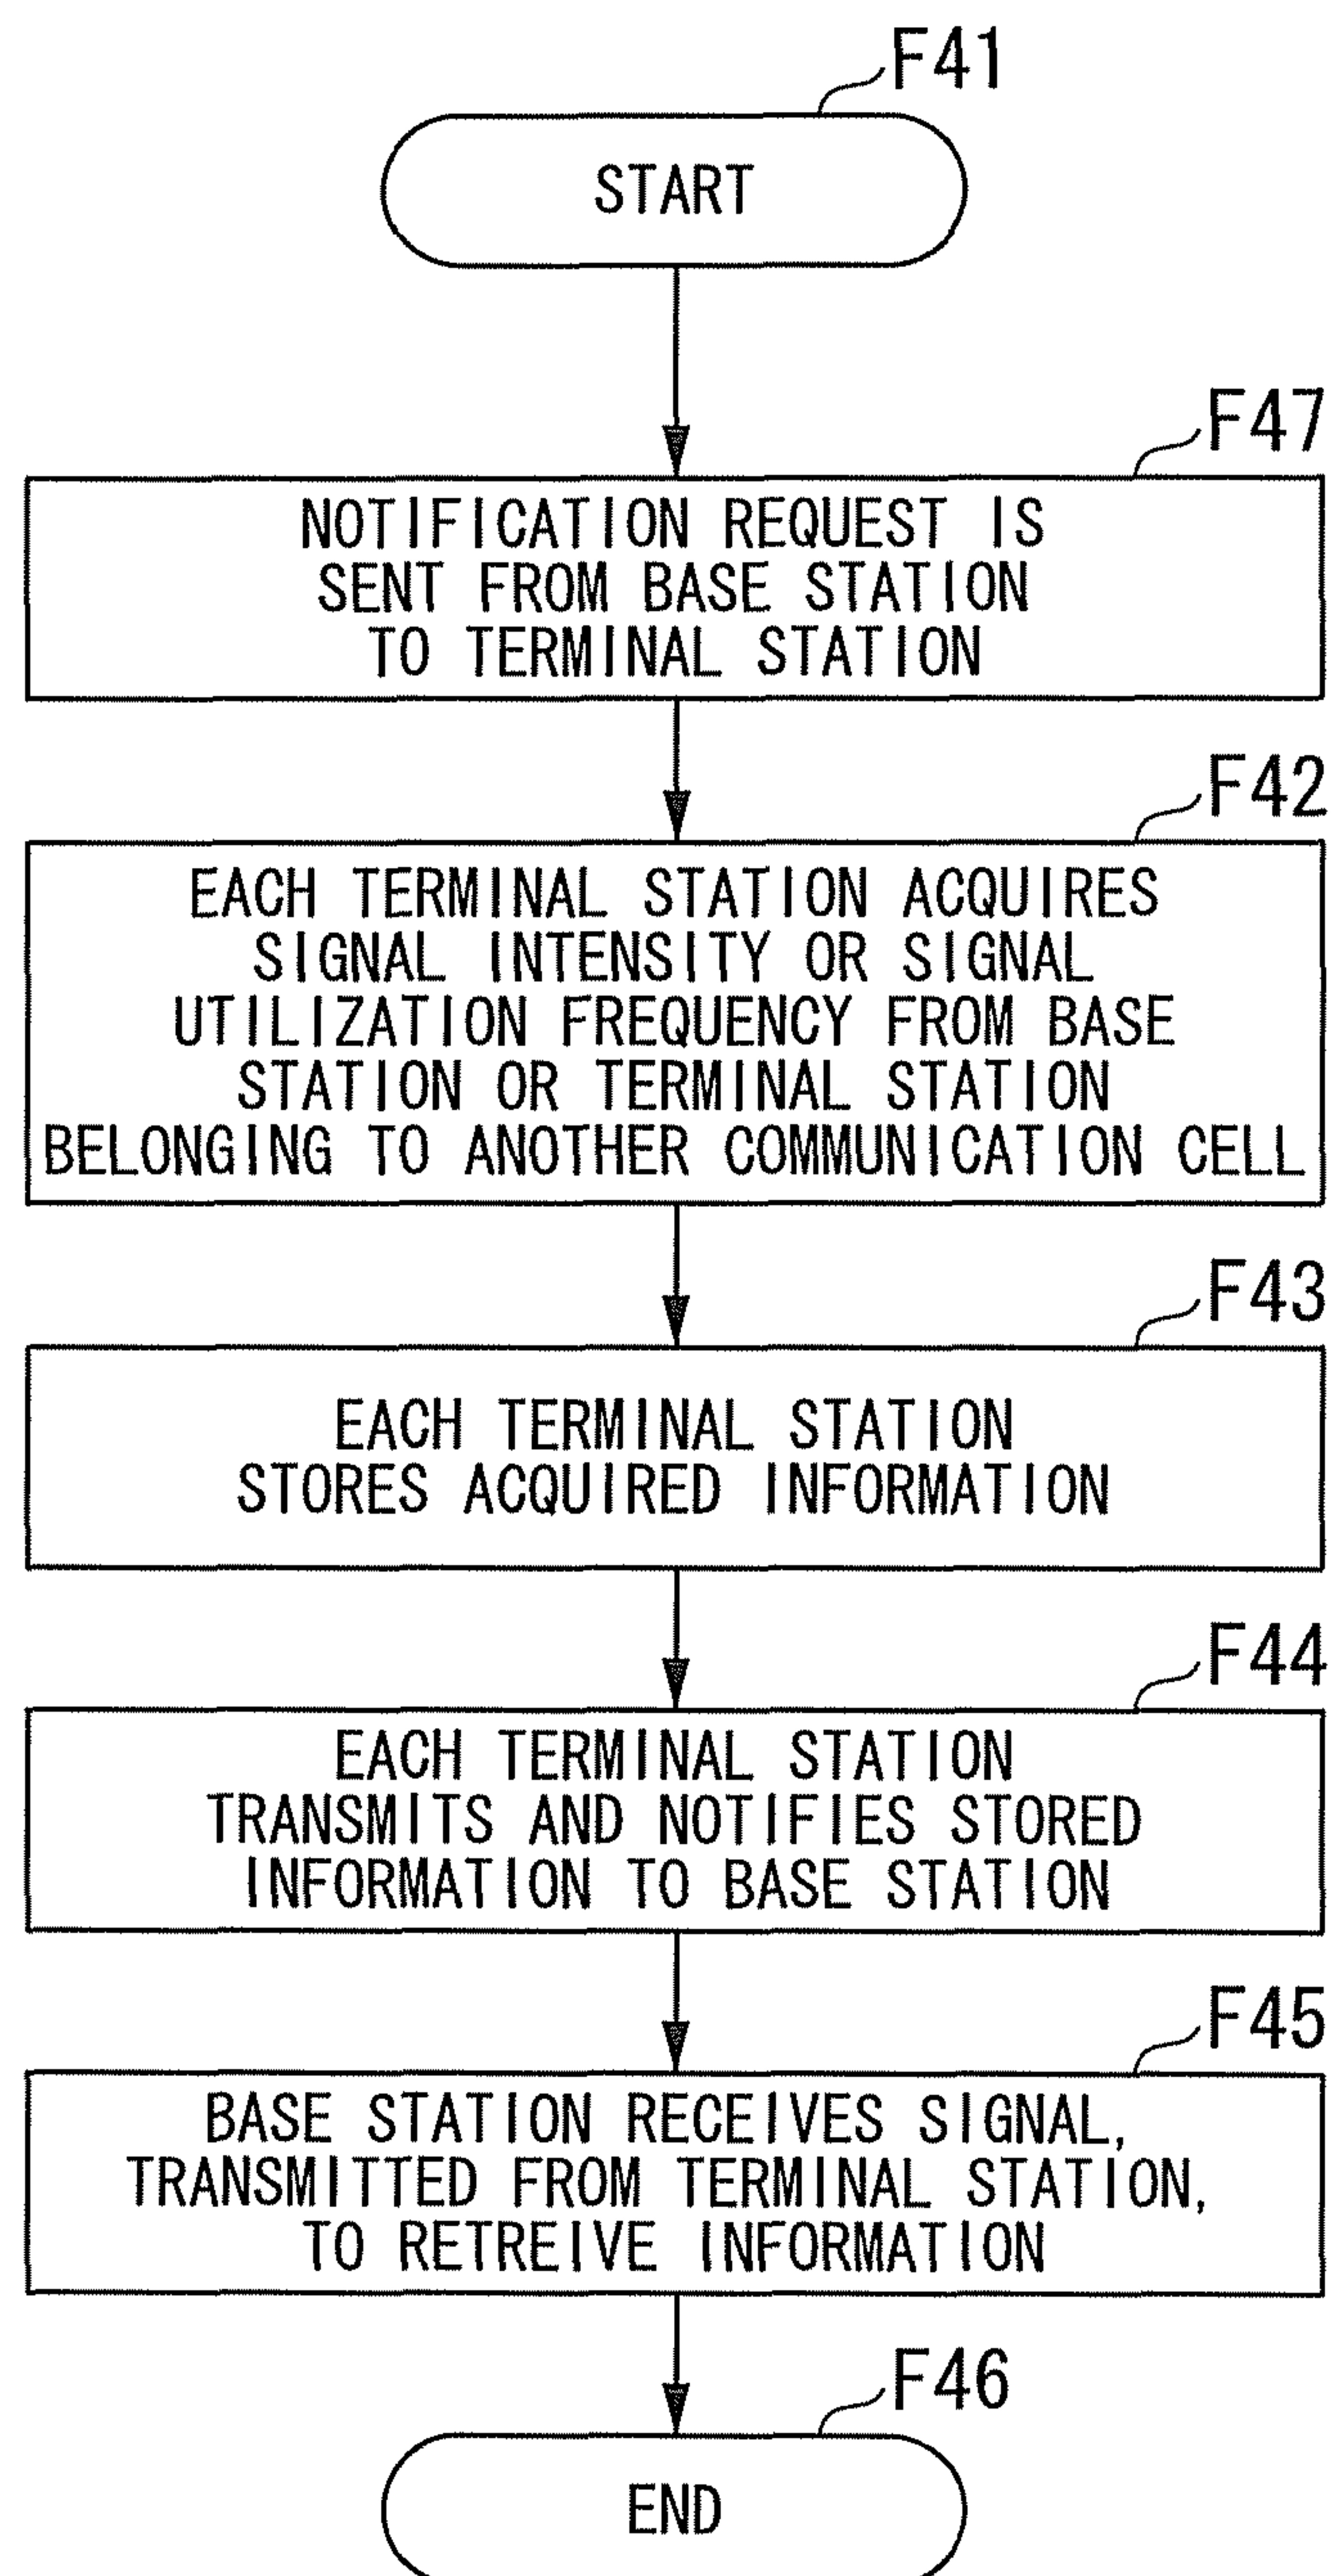 F41
START
F47
NOTIFICATION REQUEST IS
SENT FROM BASE STATION
TO TERMINAL STATION
F42
EACH TERMINAL STATION ACQUIRES
SIGNAL INTENSITY OR SIGNAL
UTILIZATION FREQUENCY FROM BASE
STATION OR TERMINAL STATION
BELONGING TO ANOTHER COMMUNICATION CELL
F43
EACH TERMINAL STATION
STORES ACQUIRED INFORMATION
F44
EACH TERMINAL STATION
TRANSMITS AND NOTIFIES STORED
INFORMATION TO BASE STATION
F45
BASE STATION RECEIVES SIGNAL,
TRANSMITTED FROM TERMINAL STATION,
TO RETREIVE INFORMATION
F46
END